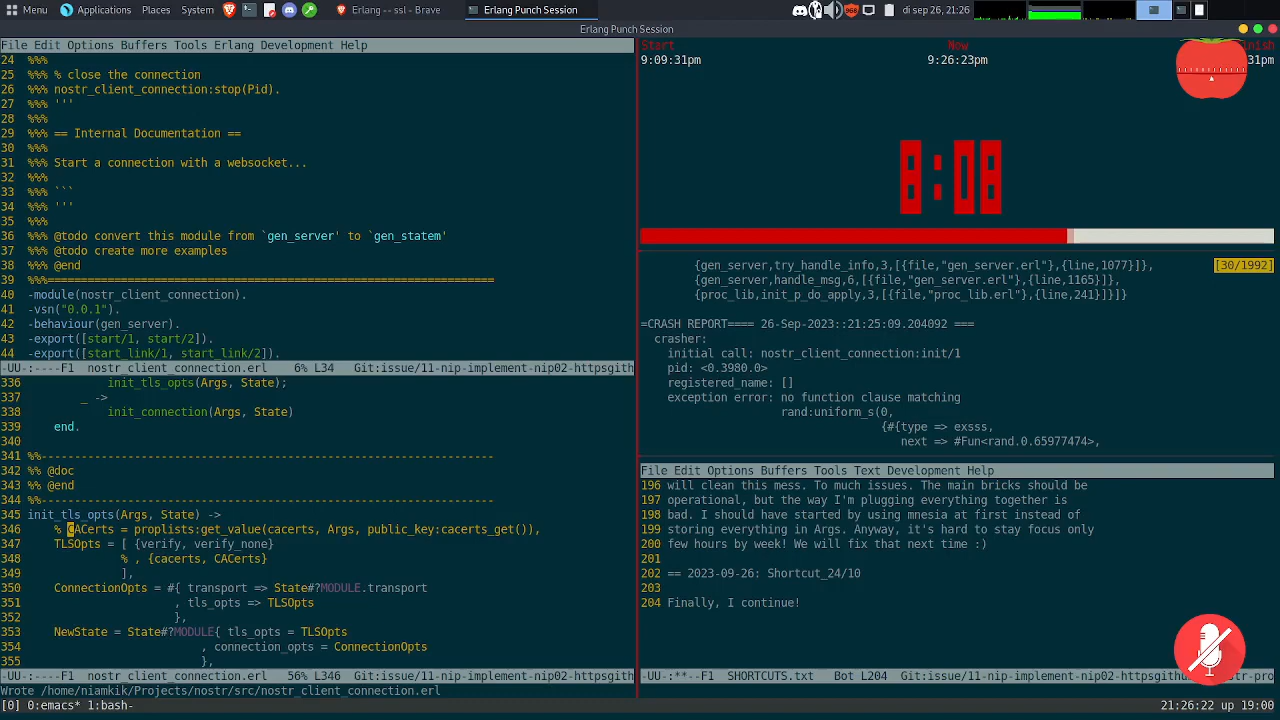 Menu Applications Places System Erlang -- ssl - Brave Erlang Punch Session 968 di sep 26, 21:26
Erlang Punch Session
File Edit Options Buffers Tools Erlang Development Help
24 %%%
25 %%% % close the connection
26 %%% nostr_client_connection:stop(Pid).
27 %%% '''
28 %%%
29 %%% == Internal Documentation ==
30 %%%
31 %%% Start a connection with a websocket...
32 %%%
33 %%% ```
34 %%% '''
35 %%%
36 %%% @todo convert this module from `gen_server' to `gen_statem'
37 %%% @todo create more examples
38 %%% @end
39 %%%======================================================================
40 -module(nostr_client_connection).
41 -vsn("0.0.1").
42 -behaviour(gen_server).
43 -export([start/1, start/2]).
44 -export([start_link/1, start_link/2]).
-UU-:----F1 nostr_client_connection.erl 6% L34 Git:issue/11-nip-implement-nip02-httpsgith
336 init_tls_opts(Args, State);
337 _ ->
338 init_connection(Args, State)
339 end.
340
341 %%--------------------------------------------------------------------
342 %% @doc
343 %% @end
344 %%--------------------------------------------------------------------
345 init_tls_opts(Args, State) ->
346 % CACerts = proplists:get_value(cacerts, Args, public_key:cacerts_get()),
347 TLSOpts = [ {verify, verify_none}
348 % , {cacerts, CACerts}
349 ],
350 ConnectionOpts = #{ transport => State#?MODULE.transport
351 , tls_opts => TLSOpts
352 },
353 NewState = State#?MODULE{ tls_opts = TLSOpts
354 , connection_opts = ConnectionOpts
355 },
-UU-:----F1 nostr_client_connection.erl 56% L346 Git:issue/11-nip-implement-nip02-httpsgith
Wrote /home/niamkik/Projects/nostr/src/nostr_client_connection.erl
Start Now inish
9:09:31pm 9:26:23pm 31pm
8:08
{gen_server,try_handle_info,3,[{file,"gen_server.erl"},{line,1077}]}, [30/1992]
{gen_server,handle_msg,6,[{file,"gen_server.erl"},{line,1165}]},
{proc_lib,init_p_do_apply,3,[{file,"proc_lib.erl"},{line,241}]}]}
=CRASH REPORT==== 26-Sep-2023::21:25:09.204092 ===
crasher:
initial call: nostr_client_connection:init/1
pid: <0.3980.0>
registered_name: []
exception error: no function clause matching
rand:uniform_s(0,
{#{type => exsss,
next => #Fun<rand.0.65977474>,
File Edit Options Buffers Tools Text Development Help
196 will clean this mess. To much issues. The main bricks should be
197 operational, but the way I'm plugging everything together is
198 bad. I should have started by using mnesia at first instead of
199 storing everything in Args. Anyway, it's hard to stay focus only
200 few hours by week! We will fix that next time :)
201
202 == 2023-09-26: Shortcut_24/10
203
204 Finally, I continue!
-UU-:**--F1 SHORTCUTS.txt Bot L204 Git:issue/11-nip-implement-nip02-httpsgithu str-pro
[0] 0:emacs* 1:bash- 21:26:22 up 19:00